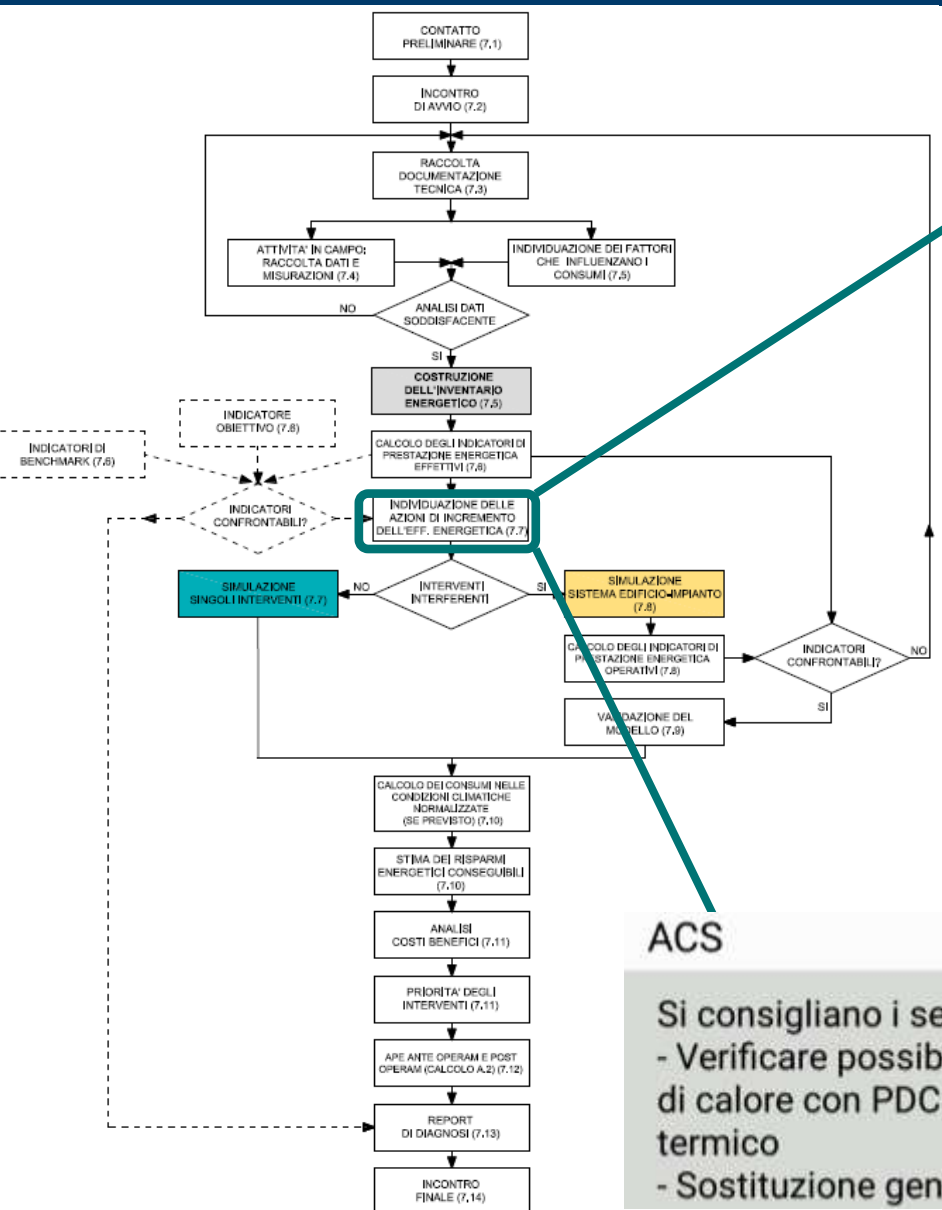 CONTATTO
PRELIMINARE (7.1)
INCONTRO
DI AVVIO (7.2)
RACCOLTA
DOCUMENTAZIONE
TECNICA (7.3)
ATTIVITA' IN CAMPO:
RACCOLTA DATI E
MISURAZIONI (7.4)
INDIVIDUAZIONE DEI FATTORI
CHE INFLUENZANO I
CONSUMI (7.5)
NO
ANALISI DATI
SODDISFACENTE
SI
COSTRUZIONE
DELL'INVENTARIO
ENERGETICO (7.5)
INDICATORE
OBIETTIVO (7.6)
INDICATORI DI
BENCHMARK (7.6)
CALCOLO DEGLI INDICATORI DI
PRESTAZIONE ENERGETICA
EFFETTIVI (7.6)
INDICATORI
CONFRONTABILI?
INDIVIDUAZIONE DELLE
AZIONI DI INCREMENTO
DELL'EFF. ENERGETICA (7.7)
SIMULAZIONE
SINGOLI INTERVENTI (7.7)
NO
INTERVENTI
INTERFERENTI
SI
SIMULAZIONE
SISTEMA EDIFICIO-IMPIANTO
(7.8)
CALCOLO DEGLI INDICATORI DI
PRESTAZIONE ENERGETICA
OPERATIVI (7.8)
INDICATORI
CONFRONTABILI?
NO
SI
VALIDAZIONE DEL
MODELLO (7.9)
CALCOLO DEI CONSUMI NELLE
CONDIZIONI CLIMATICHE
NORMALIZZATE
(SE PREVISTO) (7.10)
STIMA DEI RISPARMI
ENERGETICI CONSEGUIBILI
(7.10)
ANALISI
COSTI BENEFICI (7.11)
PRIORITA' DEGLI
INTERVENTI (7.11)
APE ANTE OPERAM E POST
OPERAM (CALCOLO A.2) (7.12)
REPORT
DI DIAGNOSI (7.13)
INCONTRO
FINALE (7.14)
ACS
Si consigliano i se
- Verificare possib
di calore con PDC
termico
- Sostituzione gen